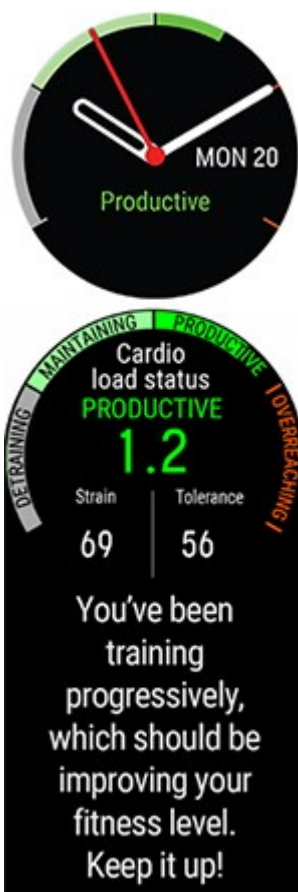 MON 20
Productive
DETRAINING
MAINTAINING
PRODUCTIVE
OVERREACHING
Cardio
load status
PRODUCTIVE
1.2
Strain
Tolerance
69
56
You've been
training
progressively,
which should be
improving your
fitness level.
Keep it up!